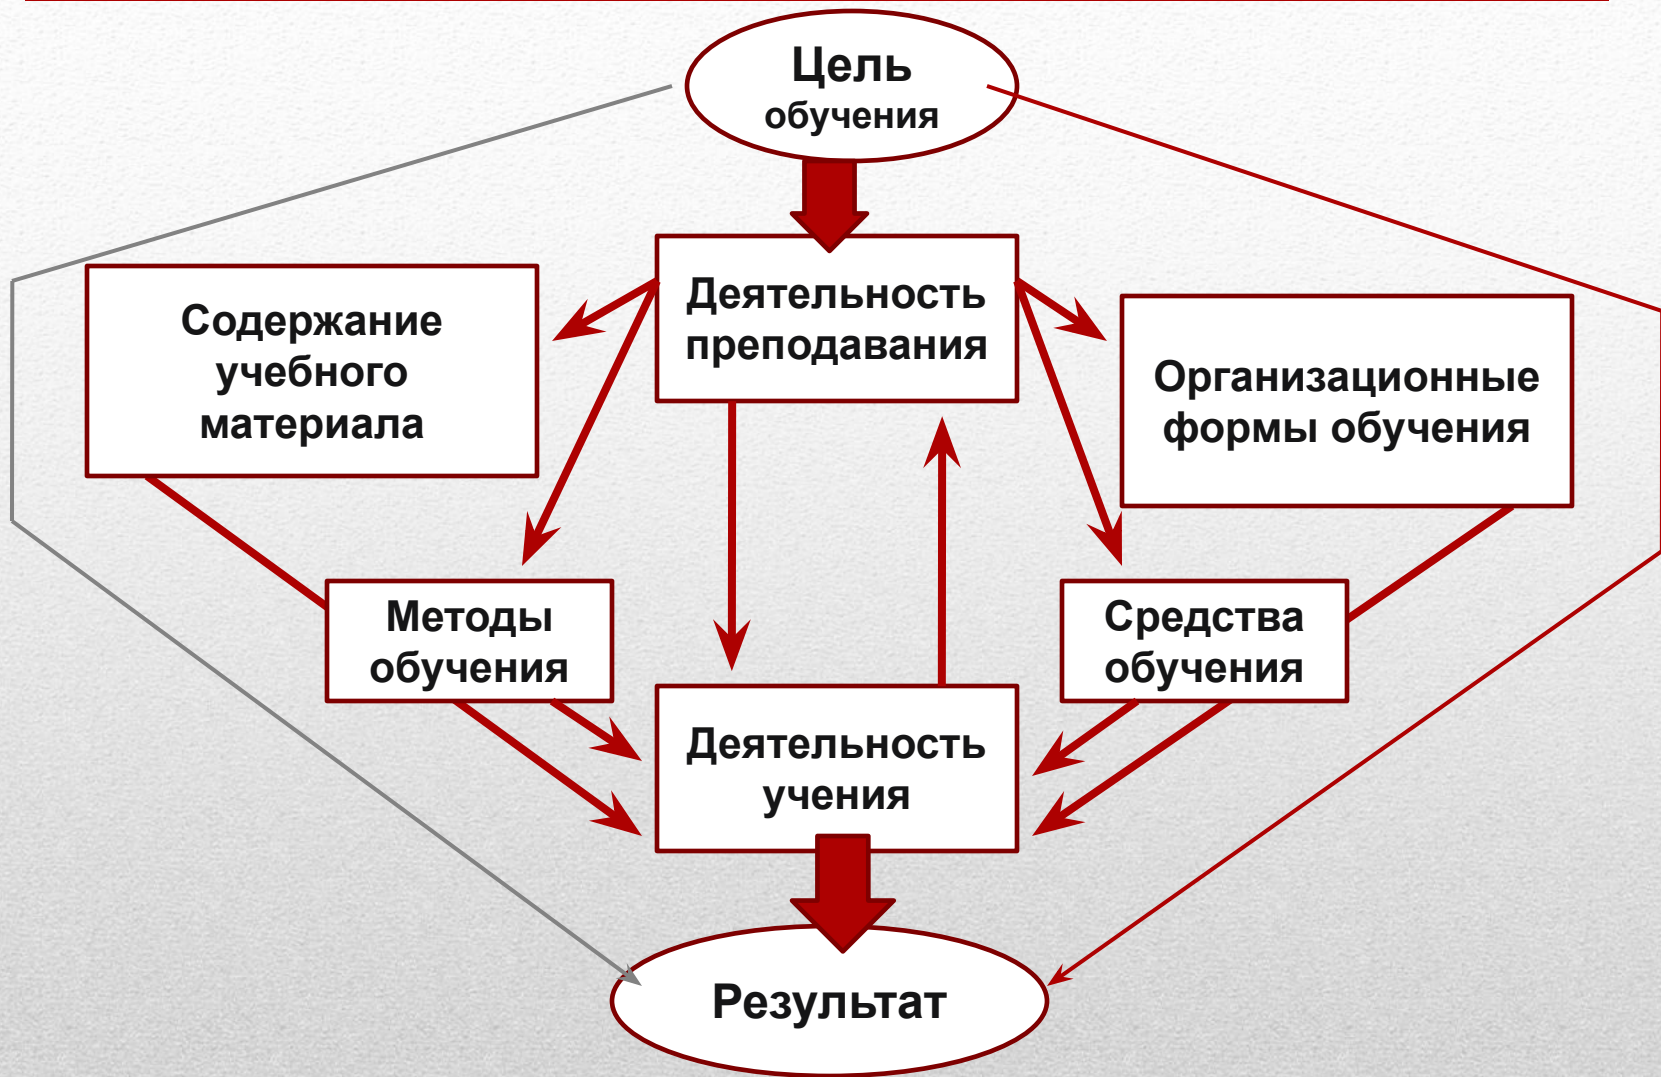 Цель
обучения
Деятельность
преподавания
Содержание
учебного
материала
Организационные
формы обучения
Методы
обучения
Средства
обучения
Деятельность
учения
Результат